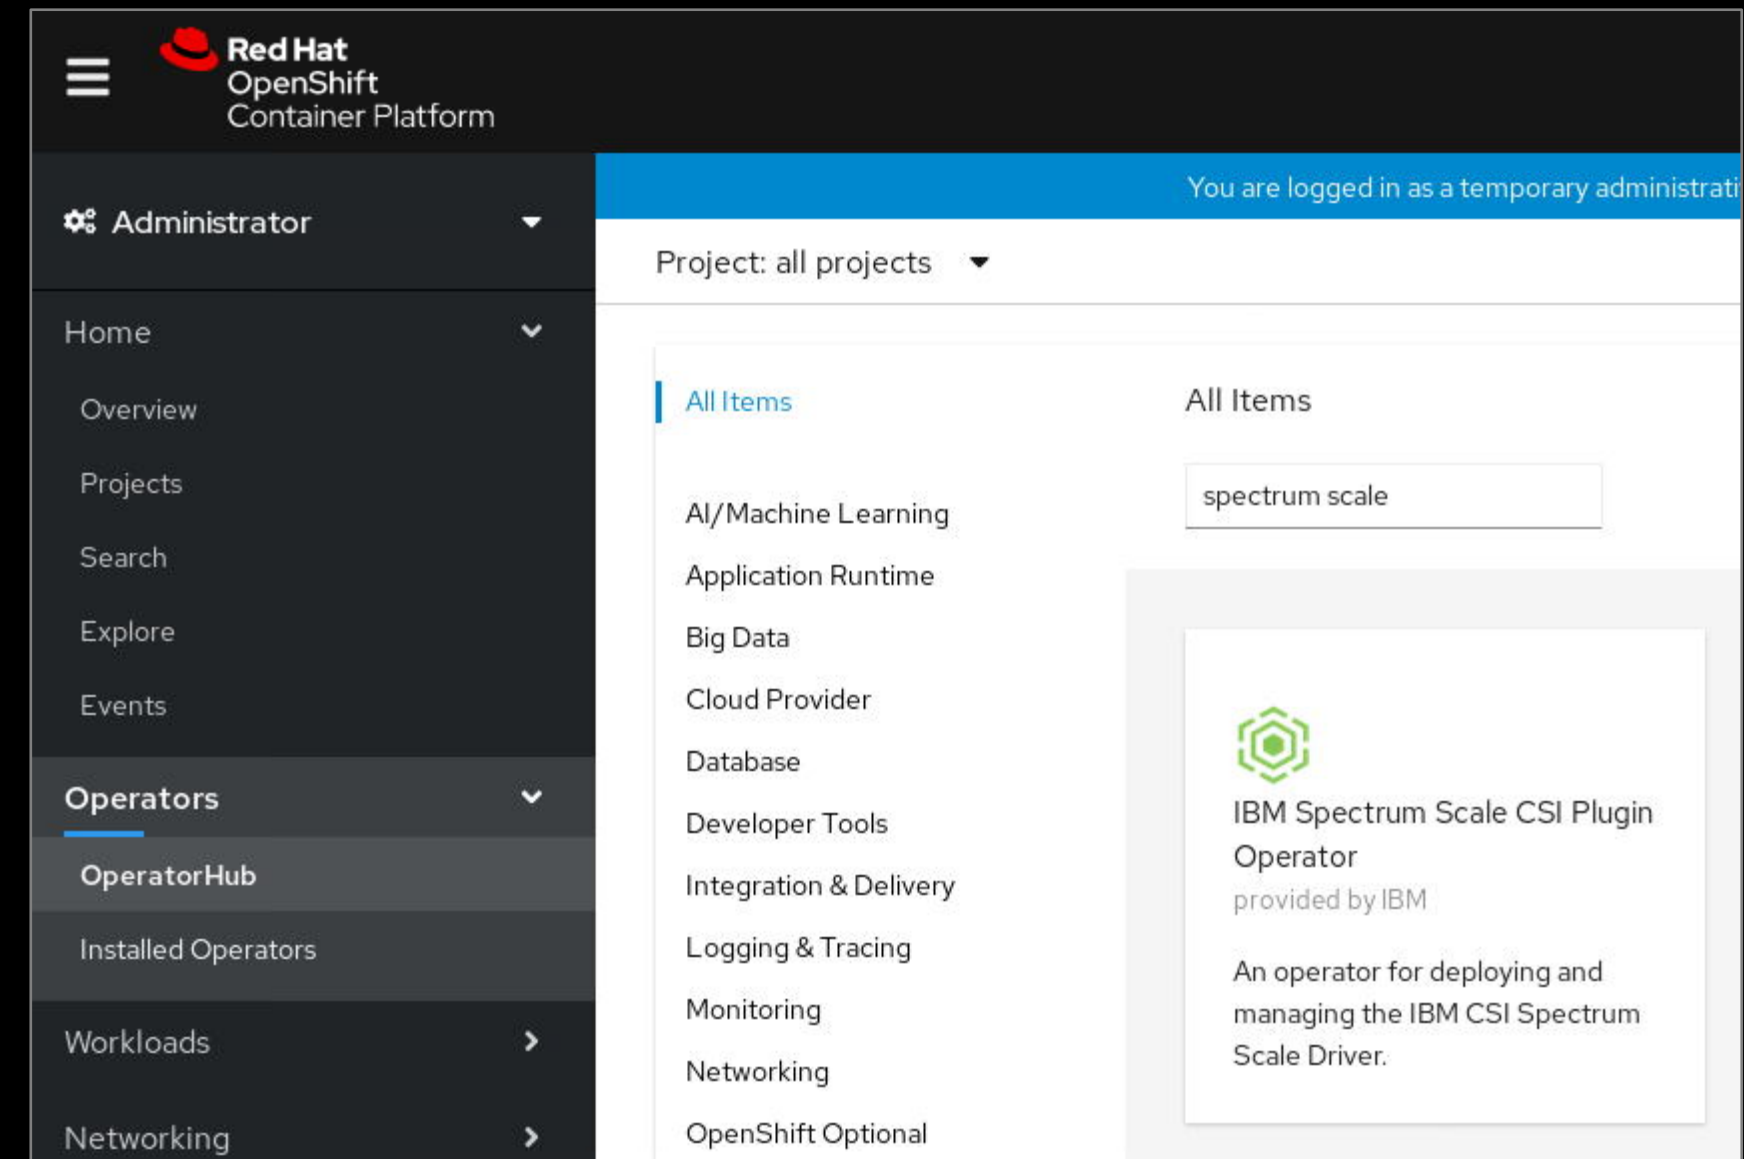 Red Hat
OpenShift
Container Platform
You are logged in as a temporary administrati
Administrator
Project: all projects
Home
Overview
Projects
Search
Explore
Events
Operators
OperatorHub
Installed Operators
Workloads
Networking
All Items
AI/Machine Learning
Application Runtime
Big Data
Cloud Provider
Database
Developer Tools
Integration & Delivery
Logging & Tracing
Monitoring
Networking
OpenShift Optional
All Items
spectrum scale
IBM Spectrum Scale CSI Plugin
Operator
provided by IBM
An operator for deploying and
managing the IBM CSI Spectrum
Scale Driver.